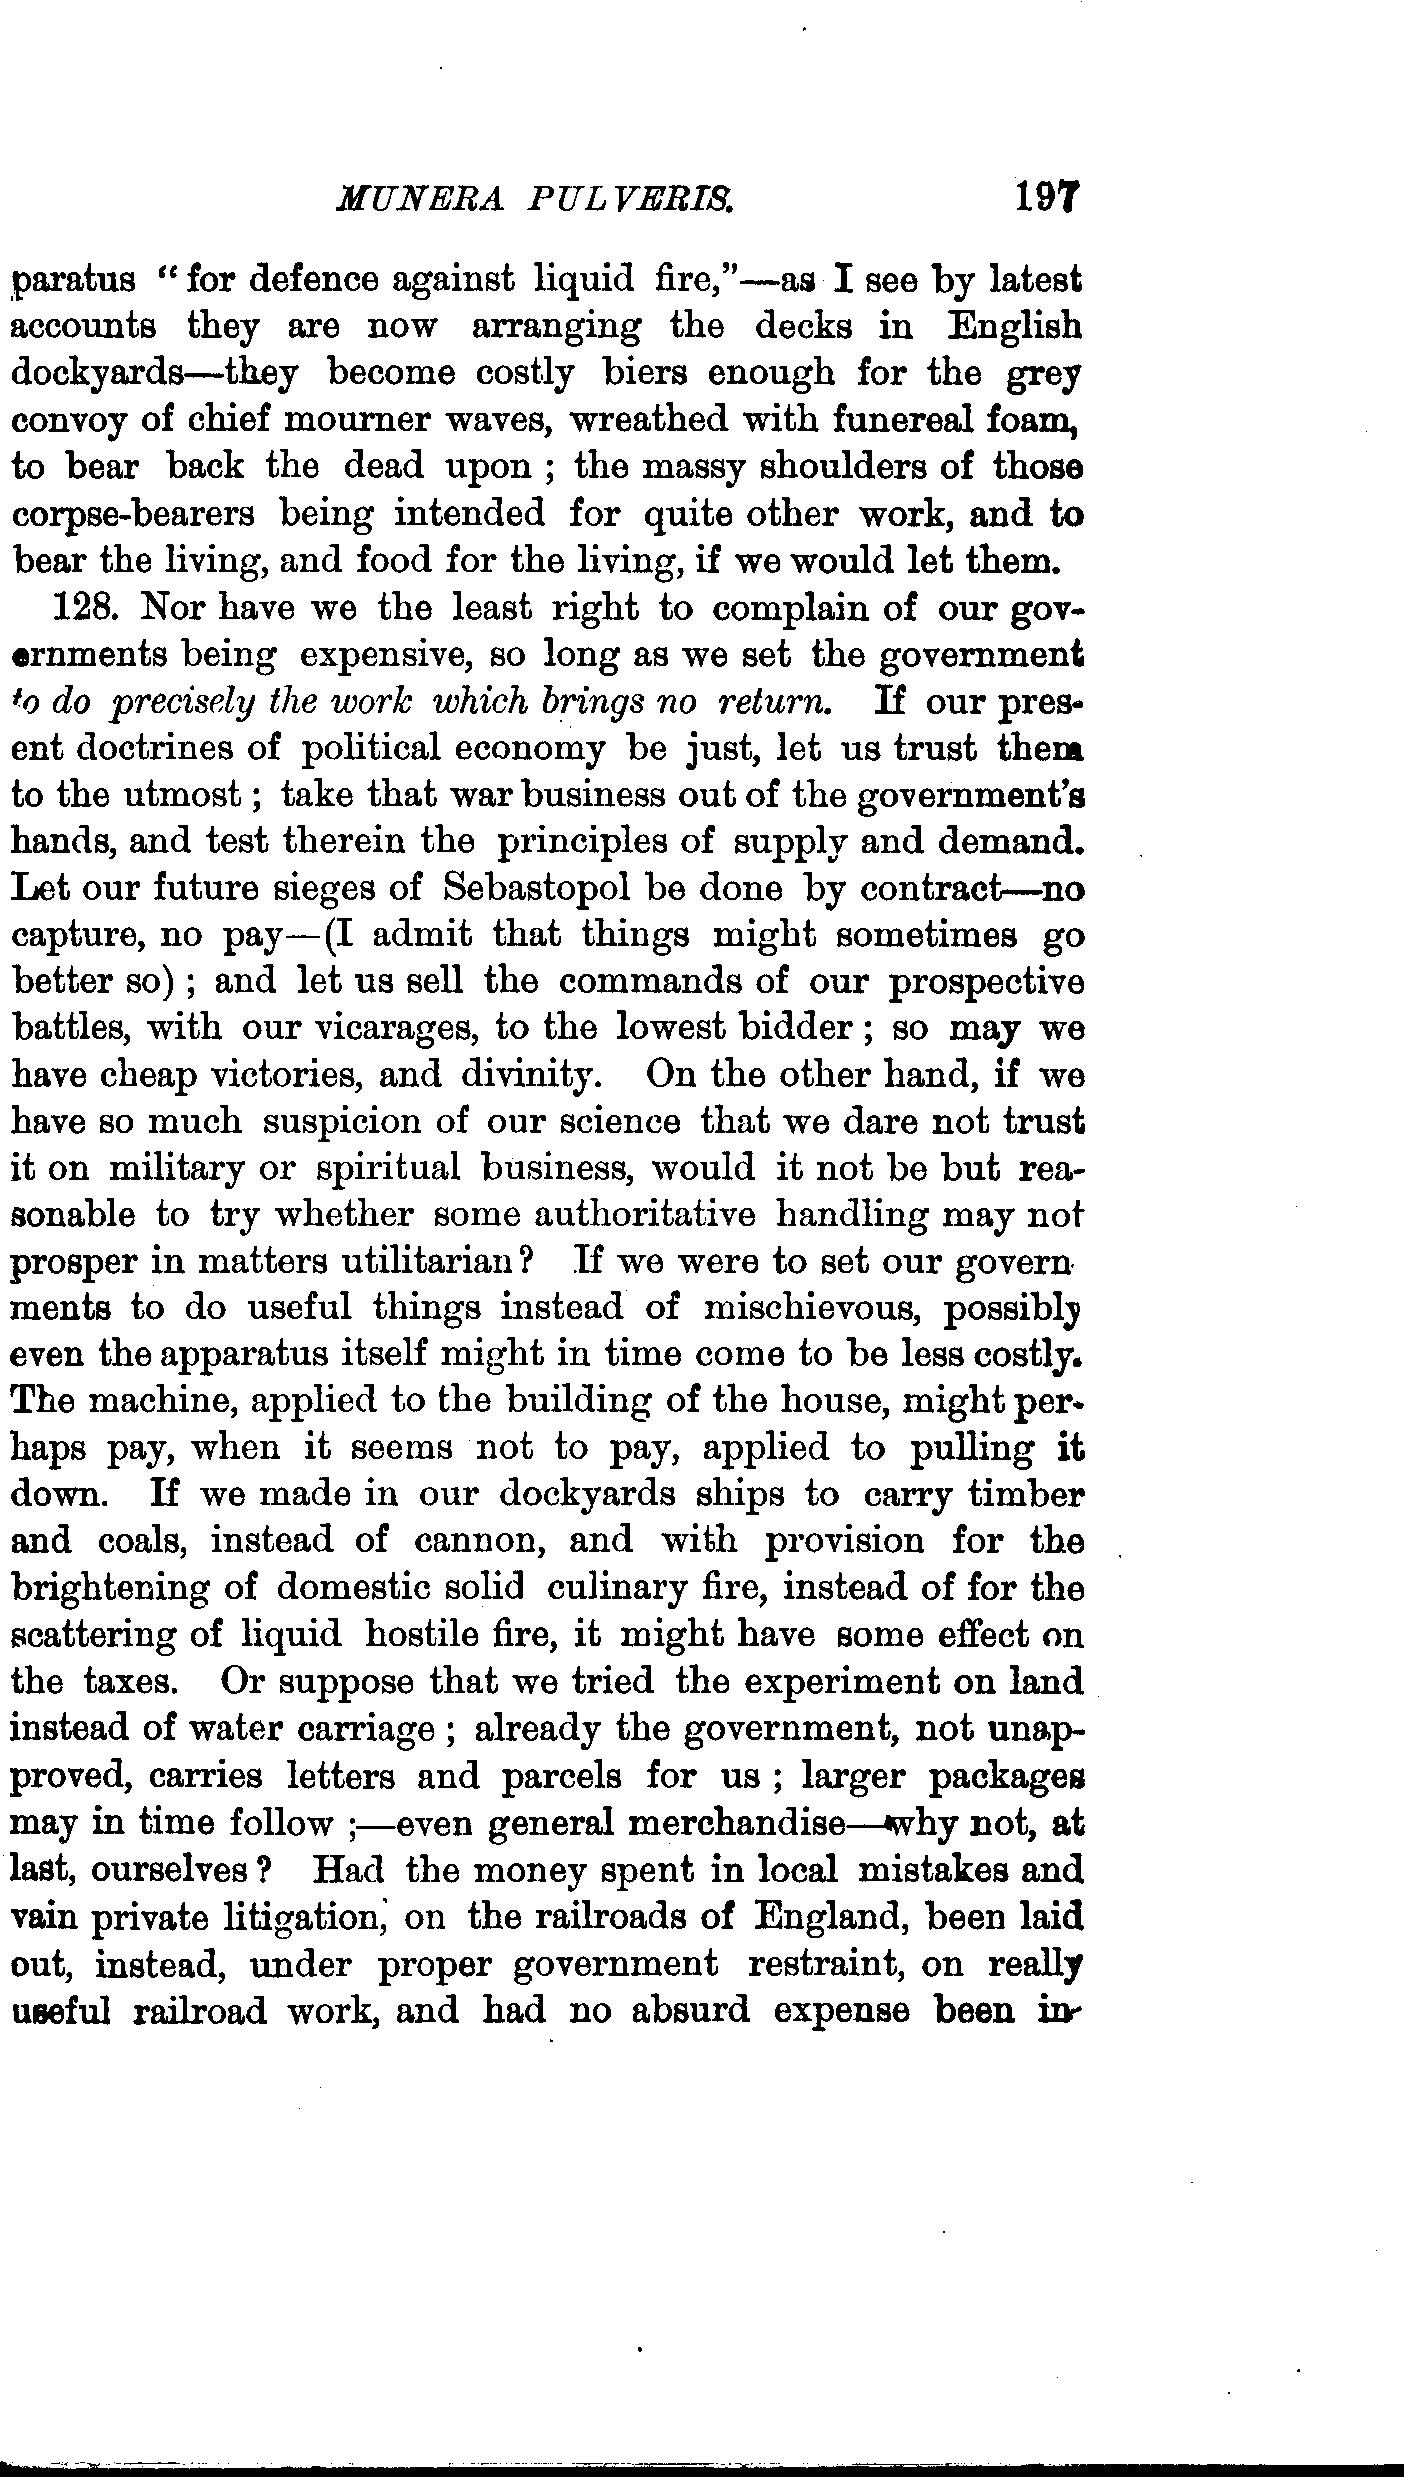 MUNERA PULVERIS. 197
paratus “for defence against liquid fire,”—as I see by latest
accounts they are now arranging the decks in English
dockyards—they become costly biers enough for the grey
convoy of chief mourner waves, wreathed with funereal foam,
to bear back the dead upon ; the massy shoulders of those
corpse-bearers being intended for quite other work, and to
bear the living, and food for the living, if we would let them.
128. Nor have we the least right to complain of our gov-
ernments being expensive, so long as we set the government
to do precisely the work which brings no return. If our pres-
ent doctrines of political economy be just, let us trust them
to the utmost ; take that war business out of the government’s
hands, and test therein the principles of supply and demand.
Let our future sieges of Sebastopol be done by contract—no
capture, no pay—(I admit that things might sometimes go
better so) ; and let us sell the commands of our prospective
battles, with our vicarages, to the lowest bidder ; so may we
have cheap victories, and divinity. On the other hand, if we
have so much suspicion of our science that we dare not trust
it on military or spiritual business, would it not be but rea-
sonable to try whether some authoritative handling may not
prosper in matters utilitarian? If we were to set our govern-
ments to do useful things instead of mischievous, possibly
even the apparatus itself might in time come to be less costly.
The machine, applied to the building of the house, might per-
haps pay, when it seems not to pay, applied to pulling it
down. If we made in our dockyards ships to carry timber
and coals, instead of cannon, and with provision for the
brightening of domestic solid culinary fire, instead of for the
scattering of liquid hostile fire, it might have some effect on
the taxes. Or suppose that we tried the experiment on land
instead of water carriage ; already the government, not unap-
proved, carries letters and parcels for us ; larger packages
may in time follow ;—even general merchandise—why not, at
last, ourselves ? Had the money spent in local mistakes and
vain private litigation, on the railroads of England, been laid
out, instead, under proper government restraint, on really
useful railroad work, and had no absurd expense been in-